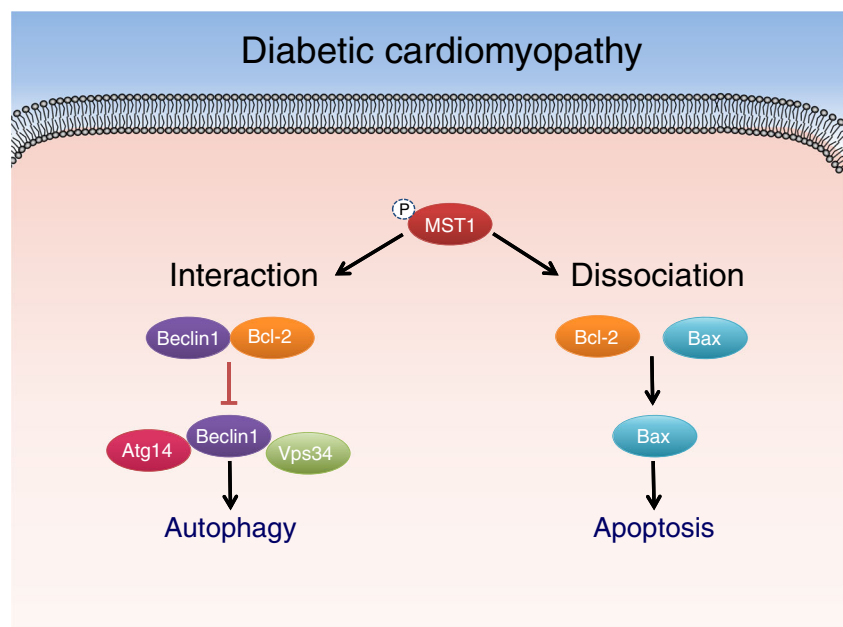 Diabetic cardiomyopathy
P
MST1
Interaction
Dissociation
Beclin1
Bcl-2
Bcl-2
Bax
Atg14
Beclin1
Vps34
Bax
Autophagy
Apoptosis